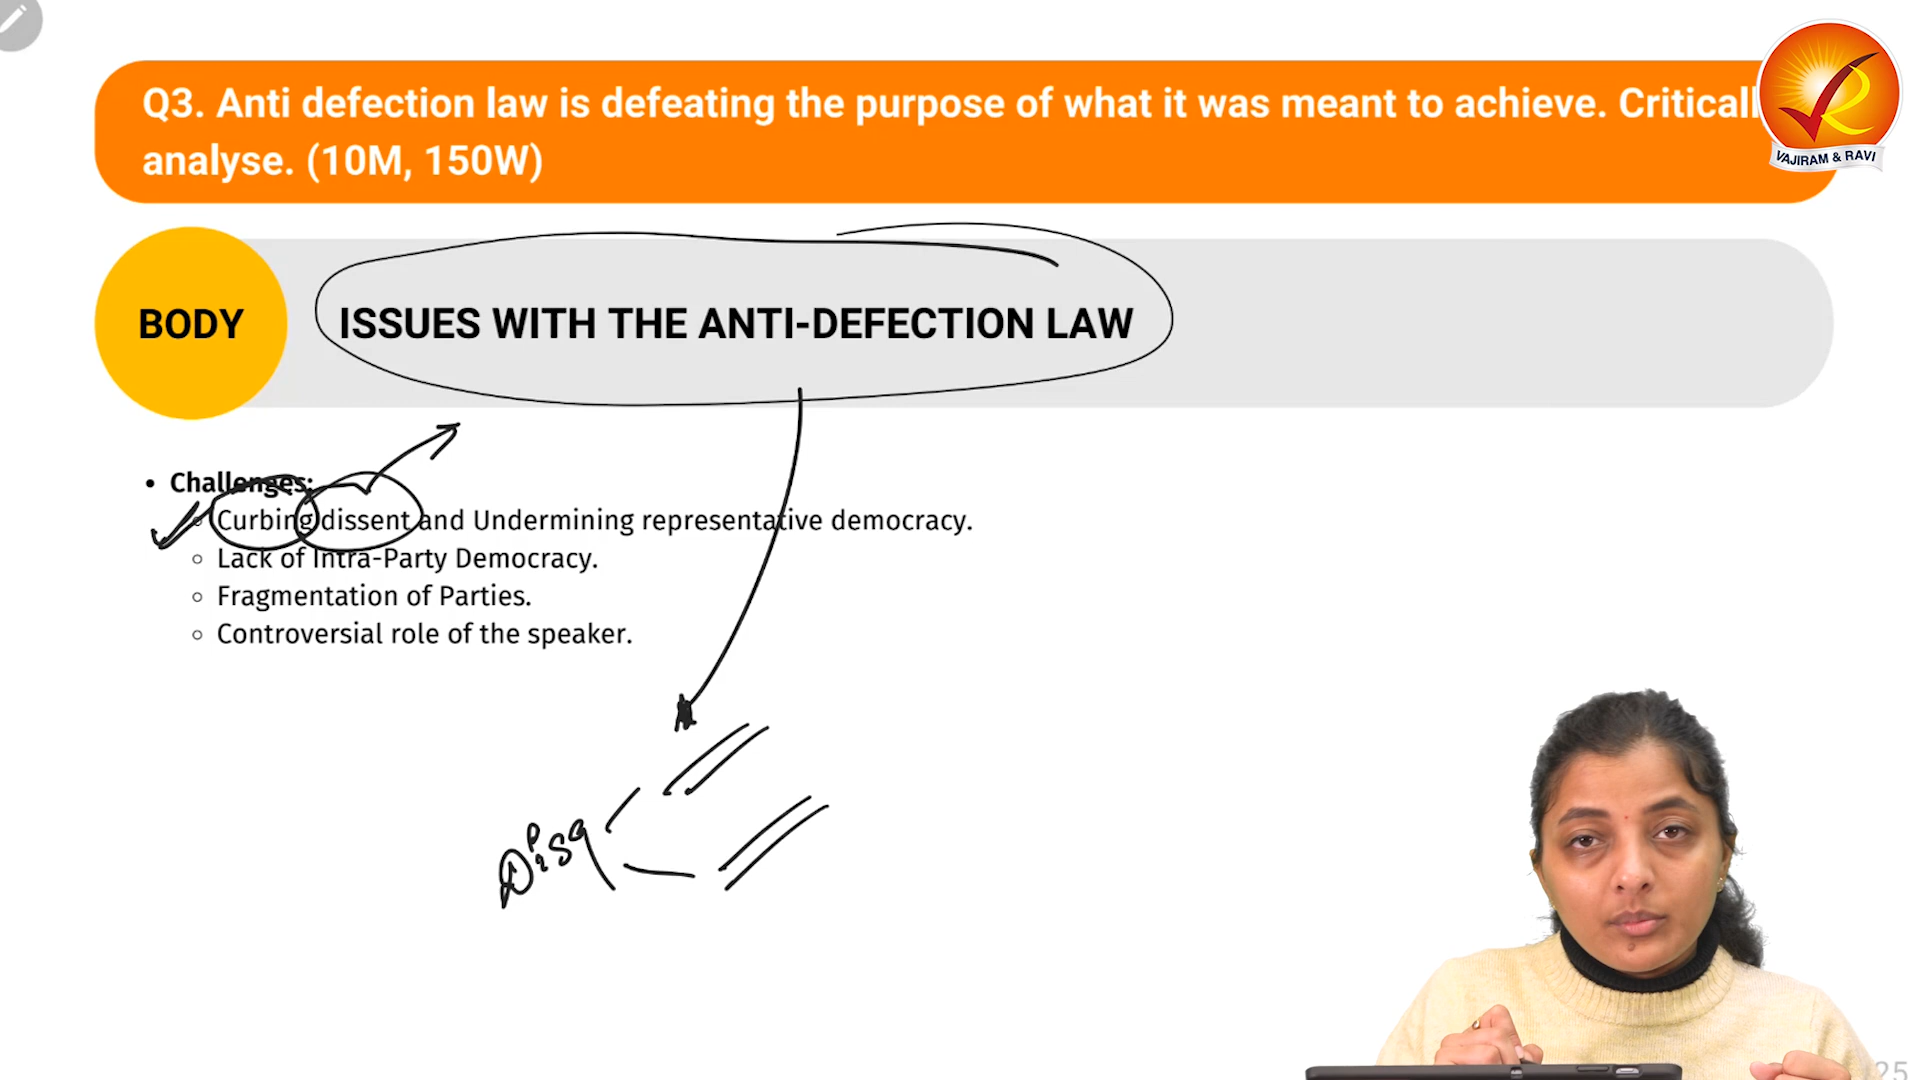 Q3. Anti defection law is defeating the purpose of what it was meant to achieve. Criticall
analyse. (10M, 150W)
VAJIRAM & RAVI
BODY
ISSUES WITH THE ANTI-DEFECTION LAW
Challenges:
Curbing dissent and Undermining representative democracy.
Lack of Intra-Party Democracy.
Fragmentation of Parties.
Controversial role of the speaker.
Disq
25